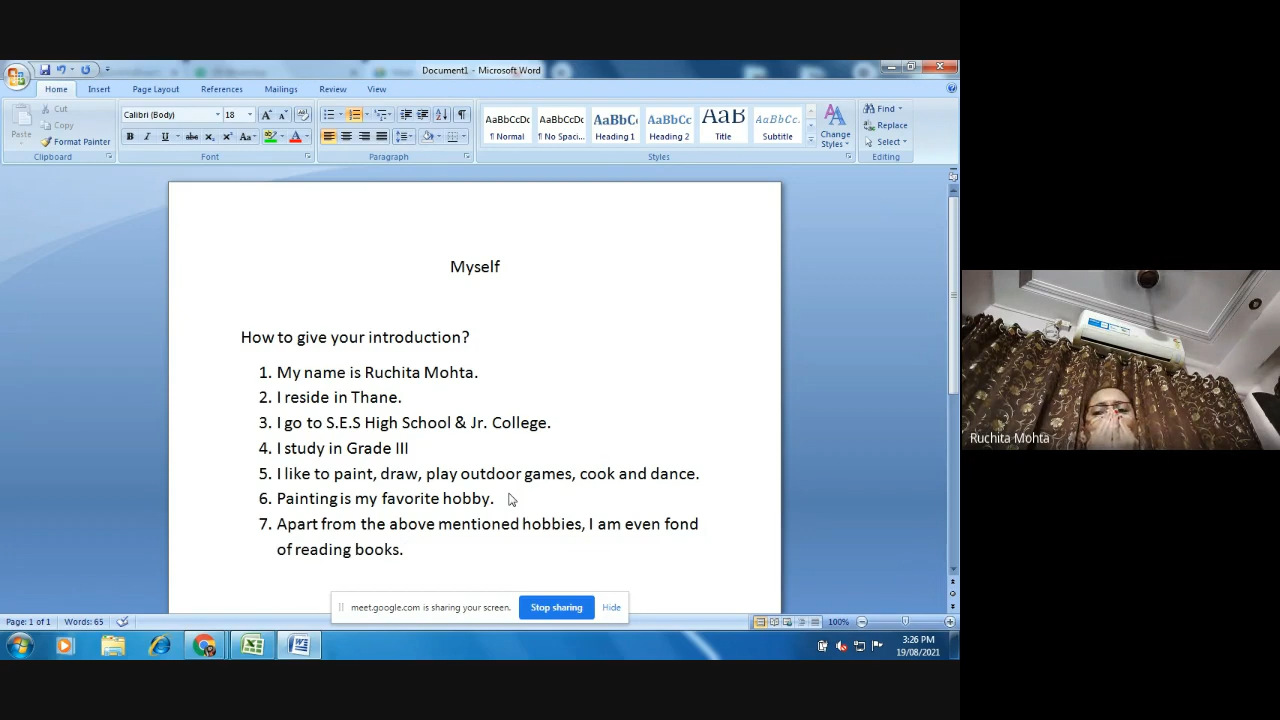 Document1 - Microsoft Word
Home Insert Page Layout References Mailings Review View
Paste
Cut
Copy
Format Painter
Clipboard
Calibri (Body) 18
B I U abc x₂ x² Aa
Font
Paragraph
AaBbCcDc AaBbCcDc AaBbC AaBbCc AaB AaBbCc.
¶ Normal ¶ No Spaci... Heading 1 Heading 2 Title Subtitle
Change Styles
Styles
Find
Replace
Select
Editing
Myself
How to give your introduction?
1. My name is Ruchita Mohta.
2. I reside in Thane.
3. I go to S.E.S High School & Jr. College.
4. I study in Grade III
5. I like to paint, draw, play outdoor games, cook and dance.
6. Painting is my favorite hobby.
7. Apart from the above mentioned hobbies, I am even fond
of reading books.
meet.google.com is sharing your screen. Stop sharing Hide
Page: 1 of 1 Words: 65 100%
3:26 PM
19/08/2021
Ruchita Mohta